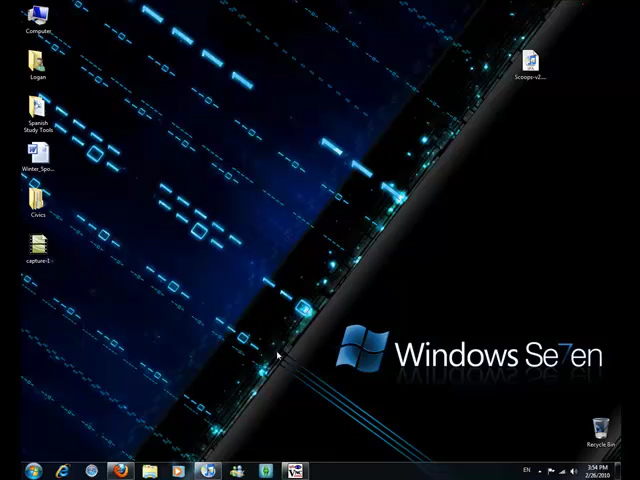 Computer
Logan
Spanish
Study Tools
Winter_Spo...
Civics
capture-1
Scoops-v2....
Windows Se7en
Recycle Bin
EN
3:54 PM
2/26/2010